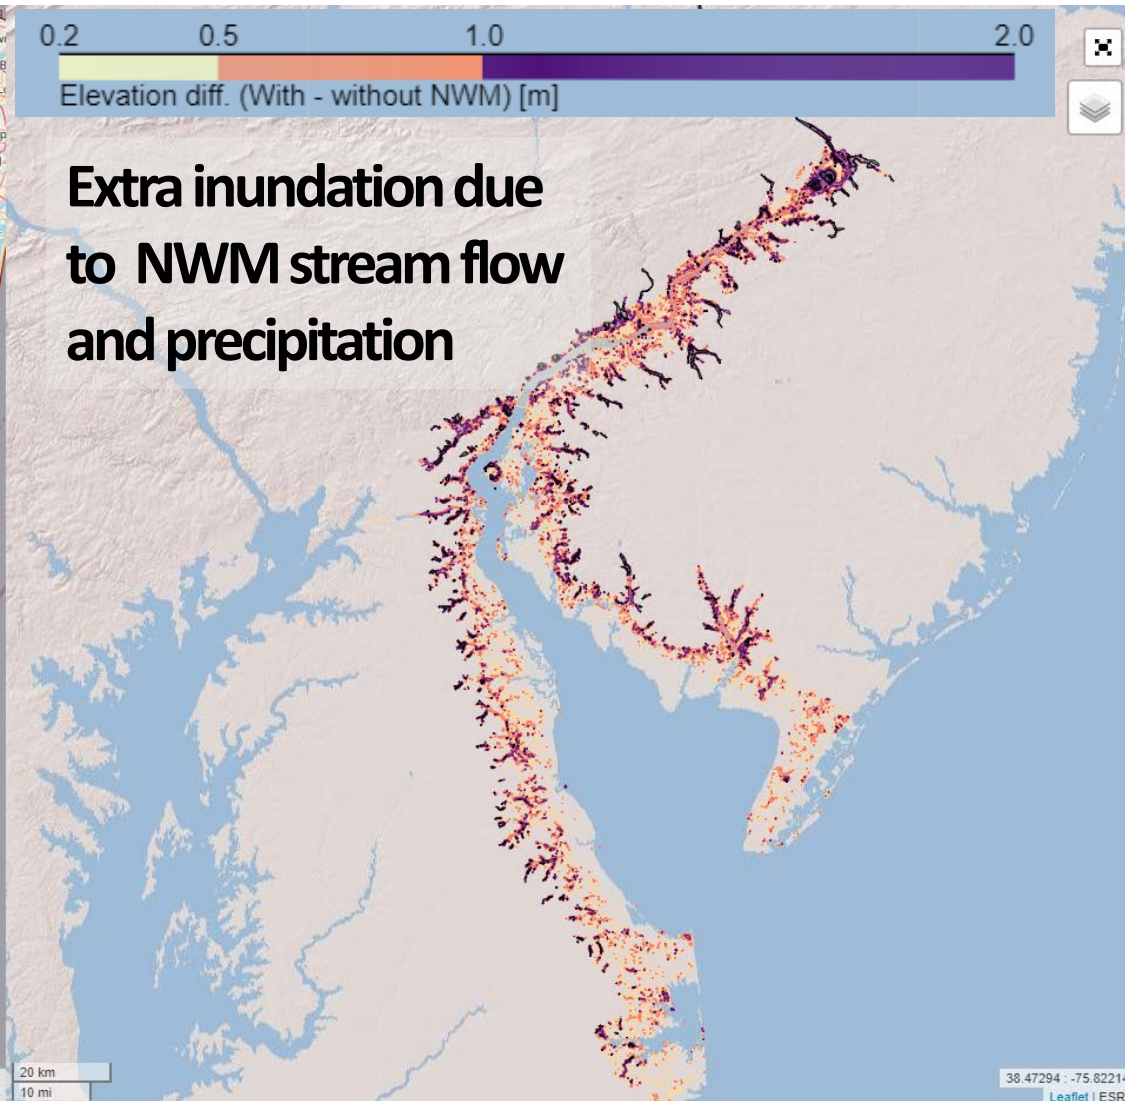 0.2 0.5 1.0 2.0
Elevation diff. (With - without NWM) [m]
Extra inundation due
to NWM stream flow
and precipitation
20 km
10 mi
38.47294 : -75.82214
Leaflet | ESR